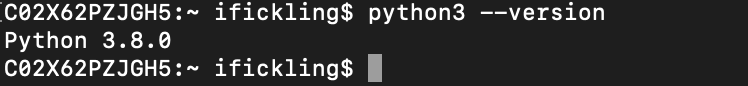 C02X62PZJGH5:~ ifickling$ python3 --version
Python 3.8.0
C02X62PZJGH5:~ ifickling$